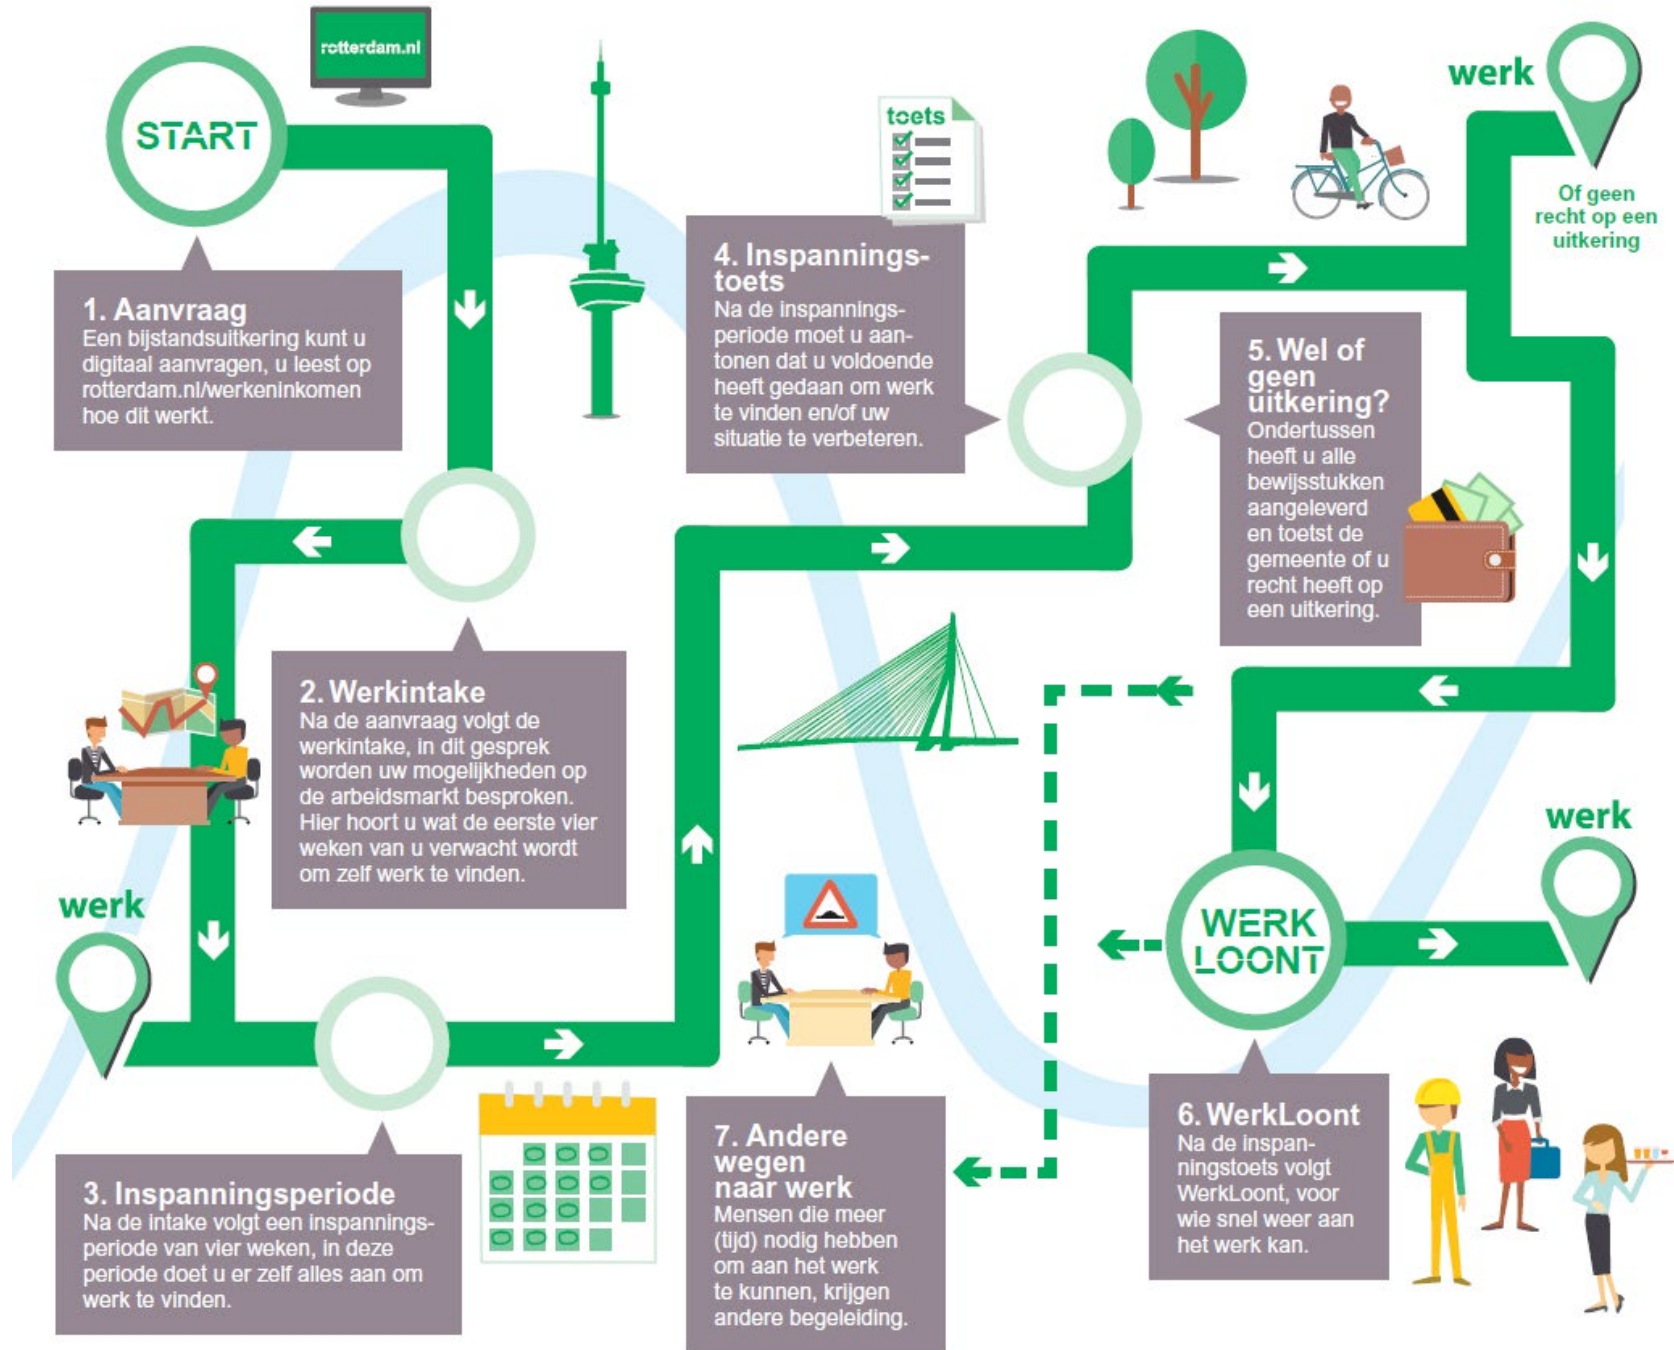 rotterdam.nl
START
1. Aanvraag
Een bijstandsuitkering kunt u
digitaal aanvragen, u leest op
rotterdam.nl/werkeninkomen
hoe dit werkt.
2. Werkintake
Na de aanvraag volgt de
werkintake, in dit gesprek
worden uw mogelijkheden op
de arbeidsmarkt besproken.
Hier hoort u wat de eerste vier
weken van u verwacht wordt
om zelf werk te vinden.
werk
3. Inspanningsperiode
Na de intake volgt een inspannings-
periode van vier weken, in deze
periode doet u er zelf alles aan om
werk te vinden.
toets
4. Inspannings-
toets
Na de inspannings-
periode moet u aan-
tonen dat u voldoende
heeft gedaan om werk
te vinden en/of uw
situatie te verbeteren.
werk
Of geen
recht op een
uitkering
5. Wel of
geen
uitkering?
Ondertussen
heeft u alle
bewijsstukken
aangeleverd
en toetst de
gemeente of u
recht heeft op
een uitkering.
WERK
LOONT
werk
6. WerkLoont
Na de inspan-
ningstoets volgt
WerkLoont, voor
wie snel weer aan
het werk kan.
7. Andere
wegen
naar werk
Mensen die meer
(tijd) nodig hebben
om aan het werk
te kunnen, krijgen
andere begeleiding.